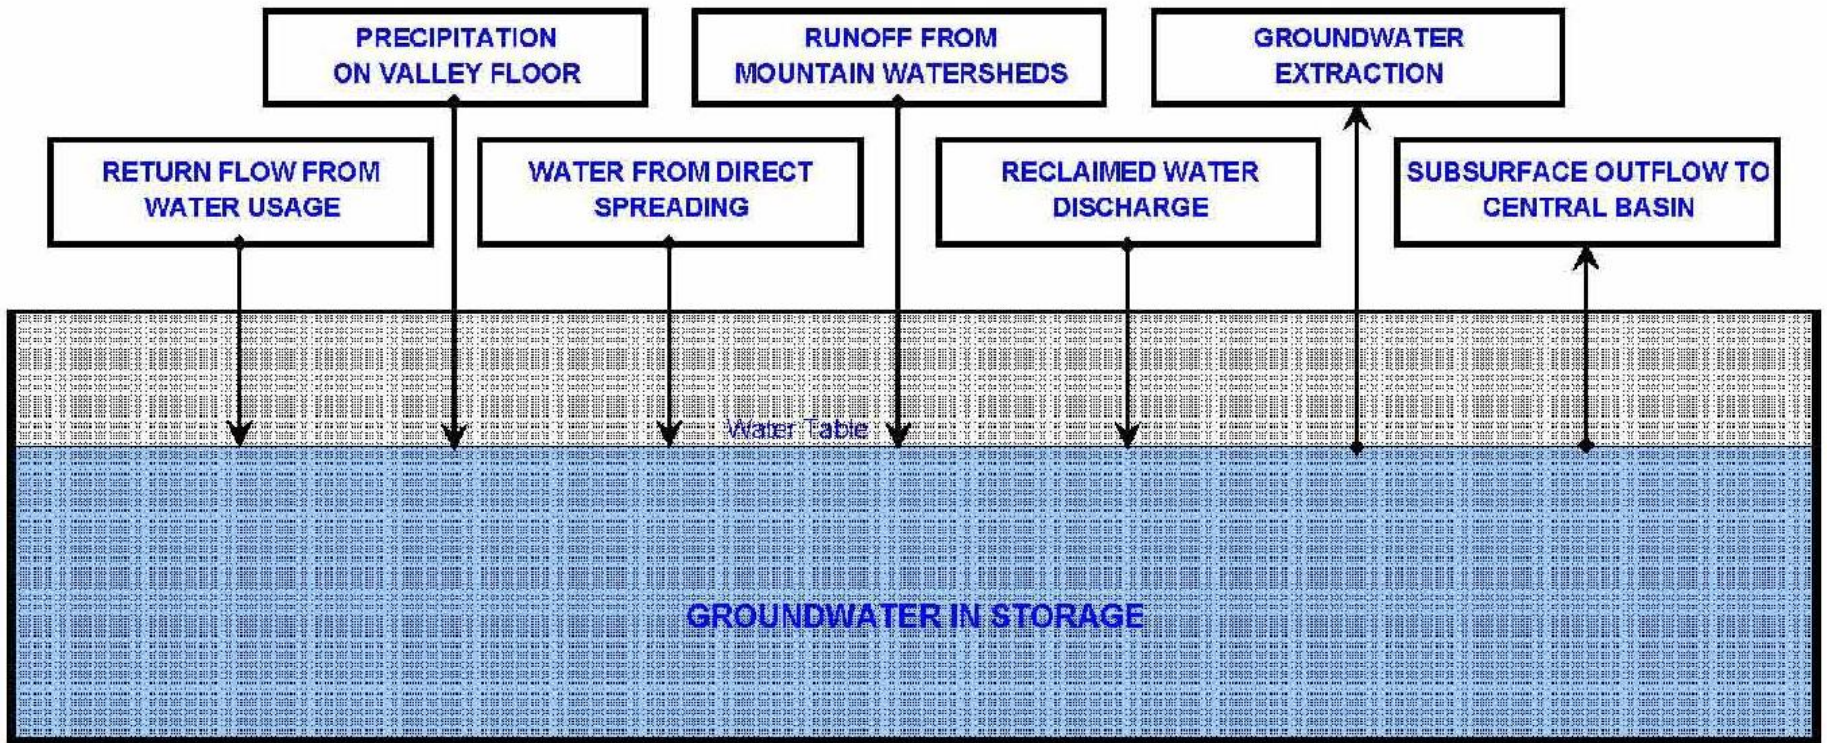 PRECIPITATION
ON VALLEY FLOOR
RUNOFF FROM
MOUNTAIN WATERSHEDS
GROUNDWATER
EXTRACTION
RETURN FLOW FROM
WATER USAGE
WATER FROM DIRECT
SPREADING
RECLAIMED WATER
DISCHARGE
SUBSURFACE OUTFLOW TO
CENTRAL BASIN
Water Table
GROUNDWATER IN STORAGE